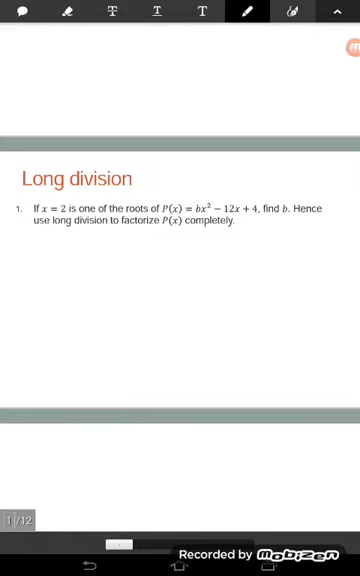 Long division
1. If x = 2 is one of the roots of P(x) = bx² − 12x + 4, find b. Hence
use long division to factorize P(x) completely.
1/12
Recorded by mobizen